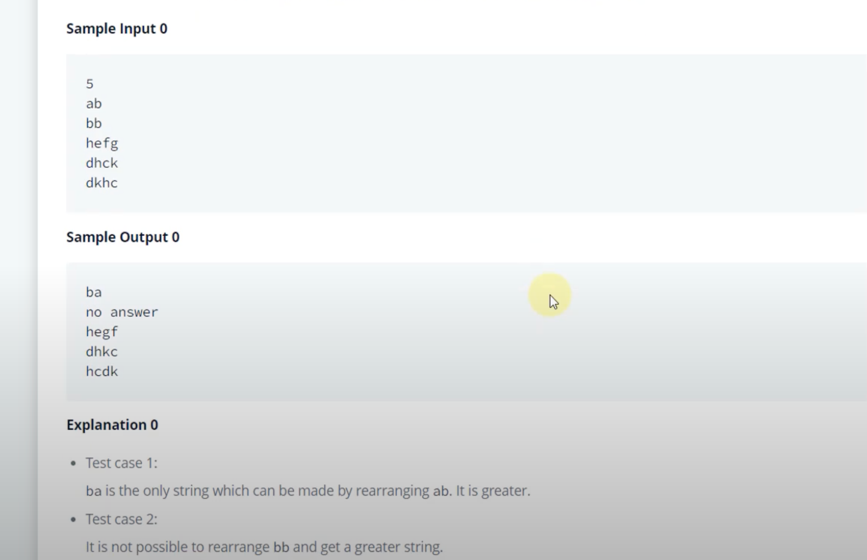 Sample Input 0
5
ab
bb
hefg
dhck
dkhc
Sample Output 0
ba
no answer
hegf
dhkc
hcdk
Explanation 0
• Test case 1:
ba is the only string which can be made by rearranging ab. It is greater.
• Test case 2:
It is not possible to rearrange bb and get a greater string.